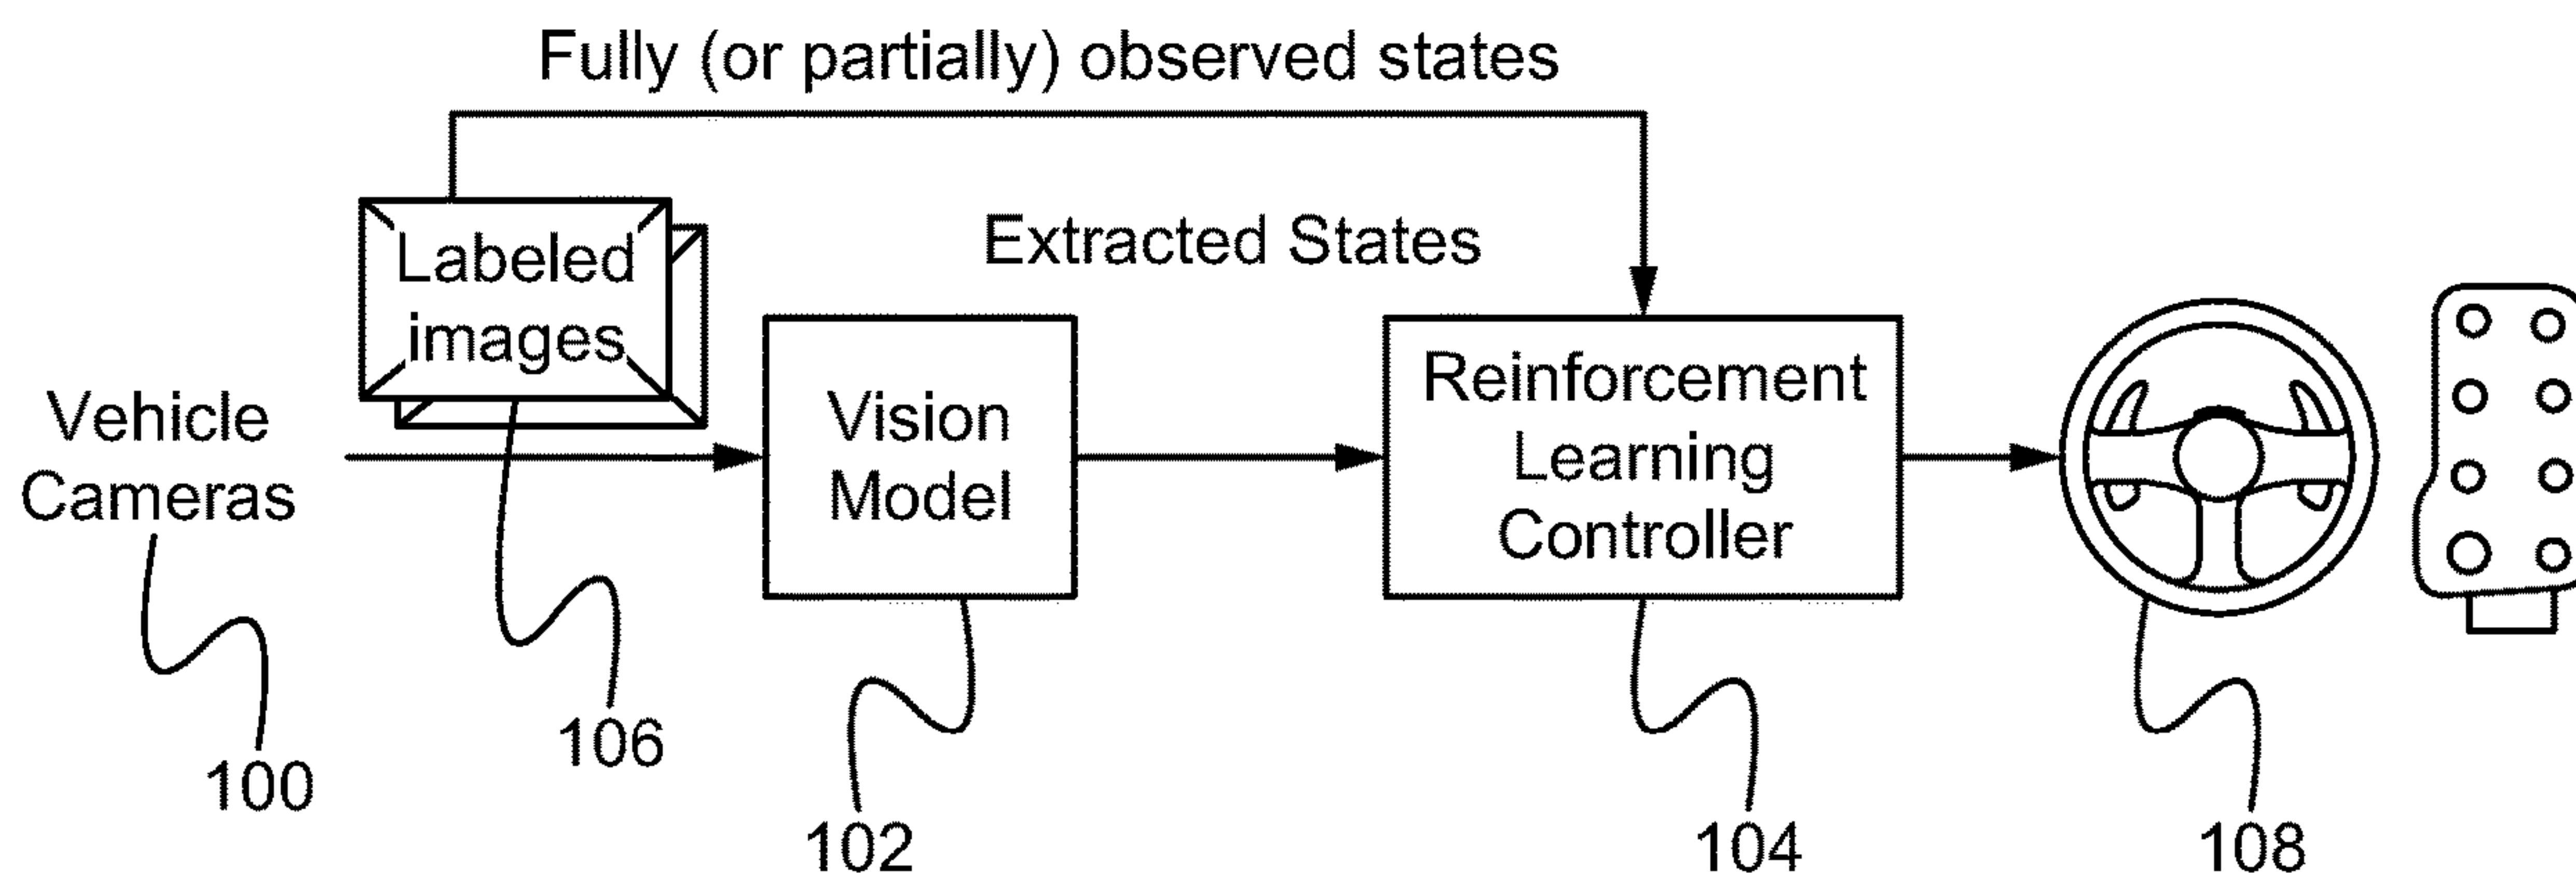 Fully (or partially) observed states
Labeled
images
Extracted States
Vehicle
Cameras
Vision
Model
Reinforcement
Learning
Controller
106
100
102
104
108